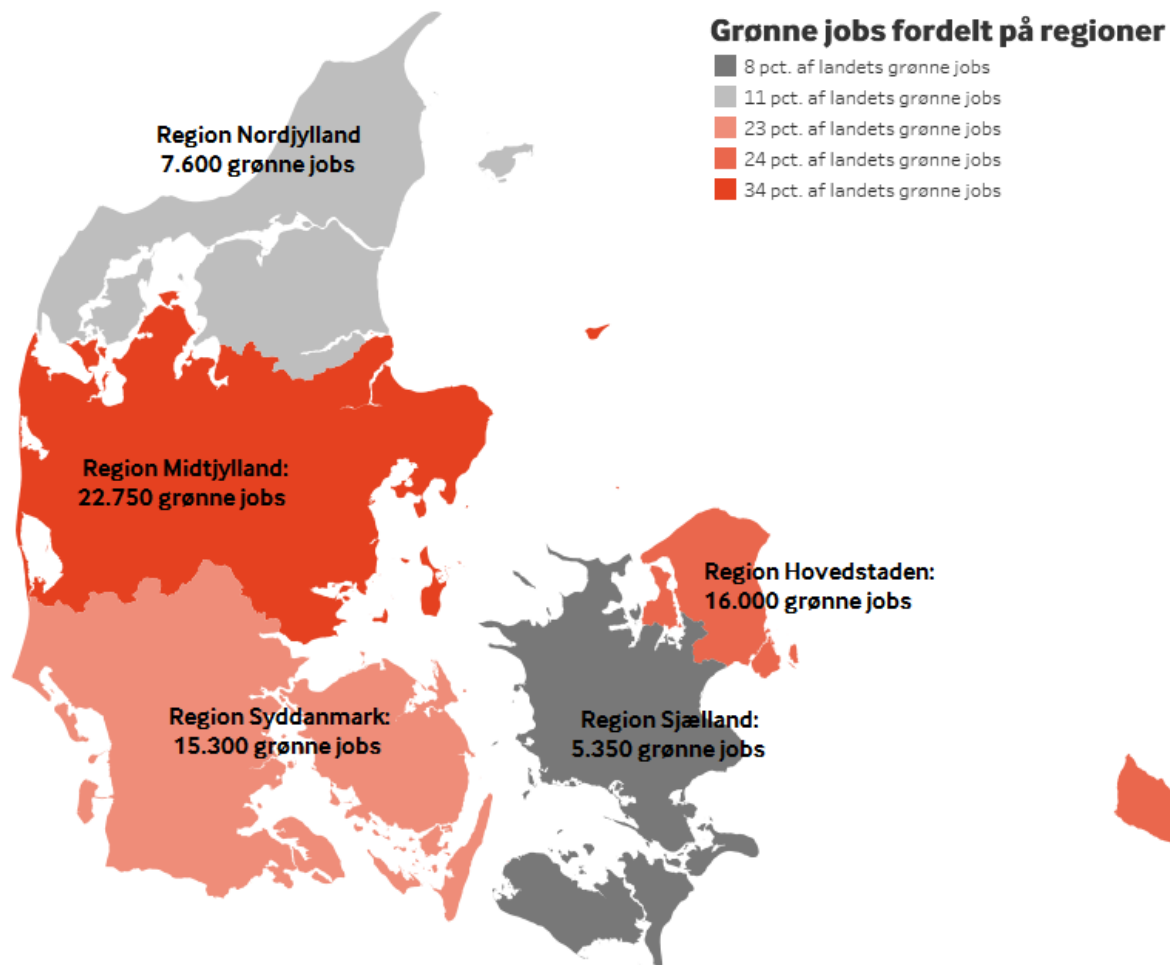 Grønne jobs fordelt på regioner
8 pct. af landets grønne jobs
11 pct. af landets grønne jobs
23 pct. af landets grønne jobs
24 pct. af landets grønne jobs
34 pct. af landets grønne jobs
Region Nordjylland
7.600 grønne jobs
Region Midtjylland:
22.750 grønne jobs
Region Hovedstaden:
16.000 grønne jobs
Region Syddanmark:
15.300 grønne jobs
Region Sjælland:
5.350 grønne jobs